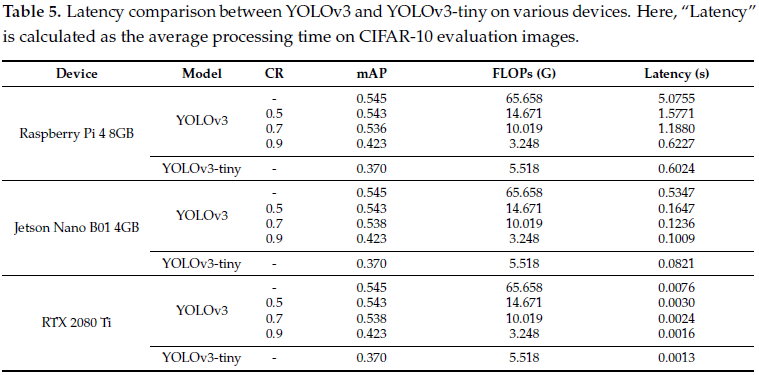 Table 5. Latency comparison between YOLOv3 and YOLOv3-tiny on various devices. Here, “Latency”
is calculated as the average processing time on CIFAR-10 evaluation images.
Device Model CR mAP FLOPs (G) Latency (s)
Raspberry Pi 4 8GB YOLOv3 - 0.545 65.658 5.0755
0.5 0.543 14.671 1.5771
0.7 0.536 10.019 1.1880
0.9 0.423 3.248 0.6227
YOLOv3-tiny - 0.370 5.518 0.6024
Jetson Nano B01 4GB YOLOv3 - 0.545 65.658 0.5347
0.5 0.543 14.671 0.1647
0.7 0.538 10.019 0.1236
0.9 0.423 3.248 0.1009
YOLOv3-tiny - 0.370 5.518 0.0821
RTX 2080 Ti YOLOv3 - 0.545 65.658 0.0076
0.5 0.543 14.671 0.0030
0.7 0.538 10.019 0.0024
0.9 0.423 3.248 0.0016
YOLOv3-tiny - 0.370 5.518 0.0013